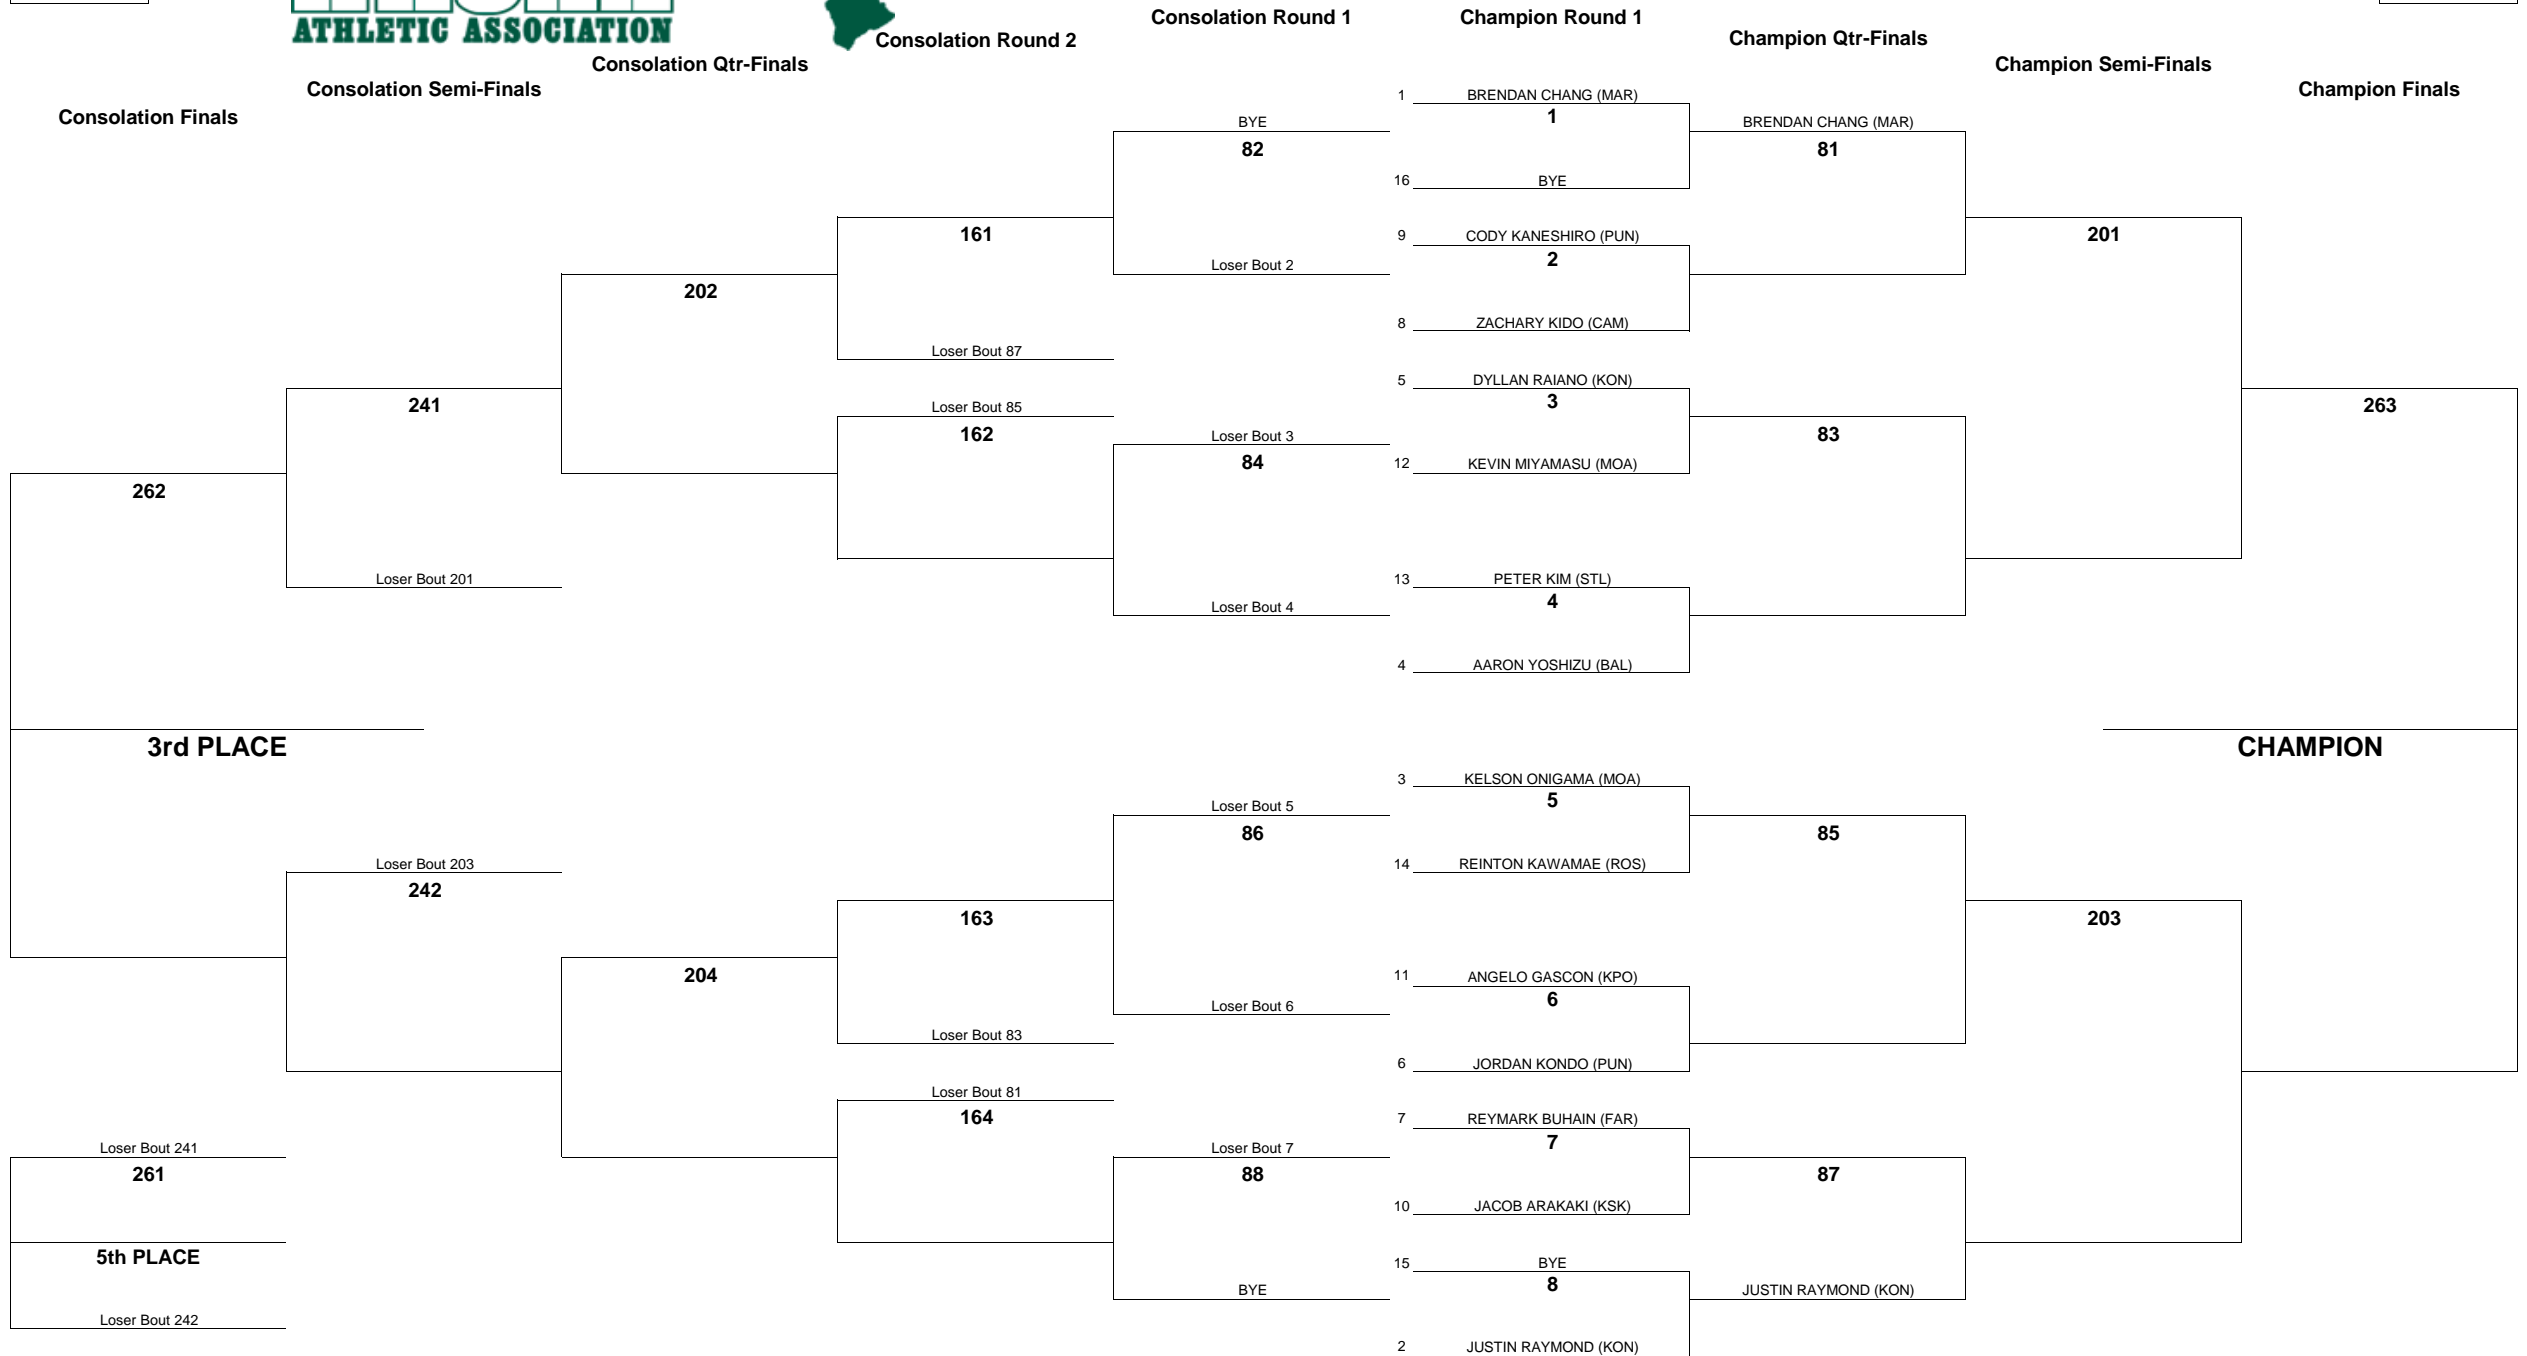 ATHLETIC ASSOCIATION
Consolation Round 1
Champion Round 1
Consolation Round 2
Champion Qtr-Finals
Consolation Qtr-Finals
Champion Semi-Finals
Consolation Semi-Finals
Champion Finals
Consolation Finals
1 BRENDAN CHANG (MAR)
1
BYE
82
BRENDAN CHANG (MAR)
81
16 BYE
161
9 CODY KANESHIRO (PUN)
2
201
Loser Bout 2
202
8 ZACHARY KIDO (CAM)
Loser Bout 87
5 DYLLAN RAIANO (KON)
3
241
263
Loser Bout 85
162
Loser Bout 3
84
83
12 KEVIN MIYAMASU (MOA)
262
Loser Bout 201
13 PETER KIM (STL)
4
Loser Bout 4
4 AARON YOSHIZU (BAL)
3rd PLACE
CHAMPION
3 KELSON ONIGAMA (MOA)
5
Loser Bout 5
86
85
Loser Bout 203
242
14 REINTON KAWAMAE (ROS)
163
203
204
11 ANGELO GASCON (KPO)
6
Loser Bout 6
Loser Bout 83
6 JORDAN KONDO (PUN)
Loser Bout 81
164
7 REYMARK BUHAIN (FAR)
7
Loser Bout 241
261
Loser Bout 7
88
87
10 JACOB ARAKAKI (KSK)
5th PLACE
15 BYE
8
BYE
JUSTIN RAYMOND (KON)
Loser Bout 242
2 JUSTIN RAYMOND (KON)